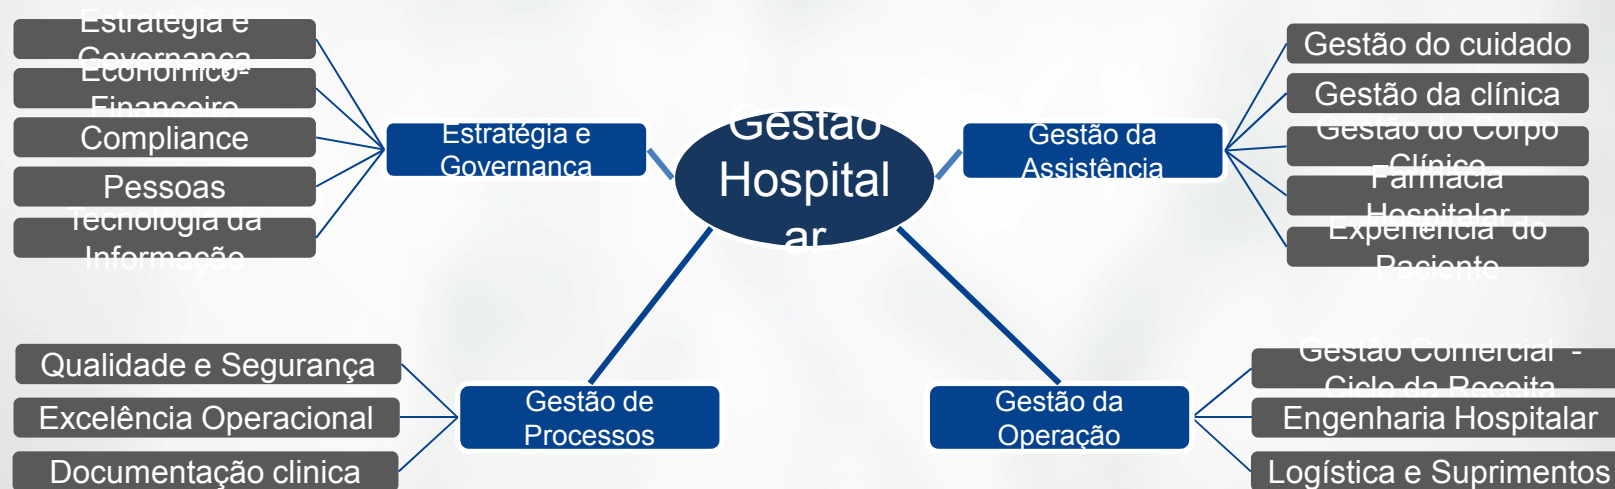 Estratégia e
Governança
Econômico-
Financeiro
Compliance
Pessoas
Tecnologia da
Informação
Estratégia e
Governança
Gestão
Hospital
ar
Gestão da
Assistência
Gestão do cuidado
Gestão da clínica
Gestão do Corpo
Clínico
Farmácia
Hospitalar
Experiência do
Paciente
Qualidade e Segurança
Excelência Operacional
Documentação clinica
Gestão de
Processos
Gestão da
Operação
Gestão Comercial -
Ciclo da Receita
Engenharia Hospitalar
Logística e Suprimentos